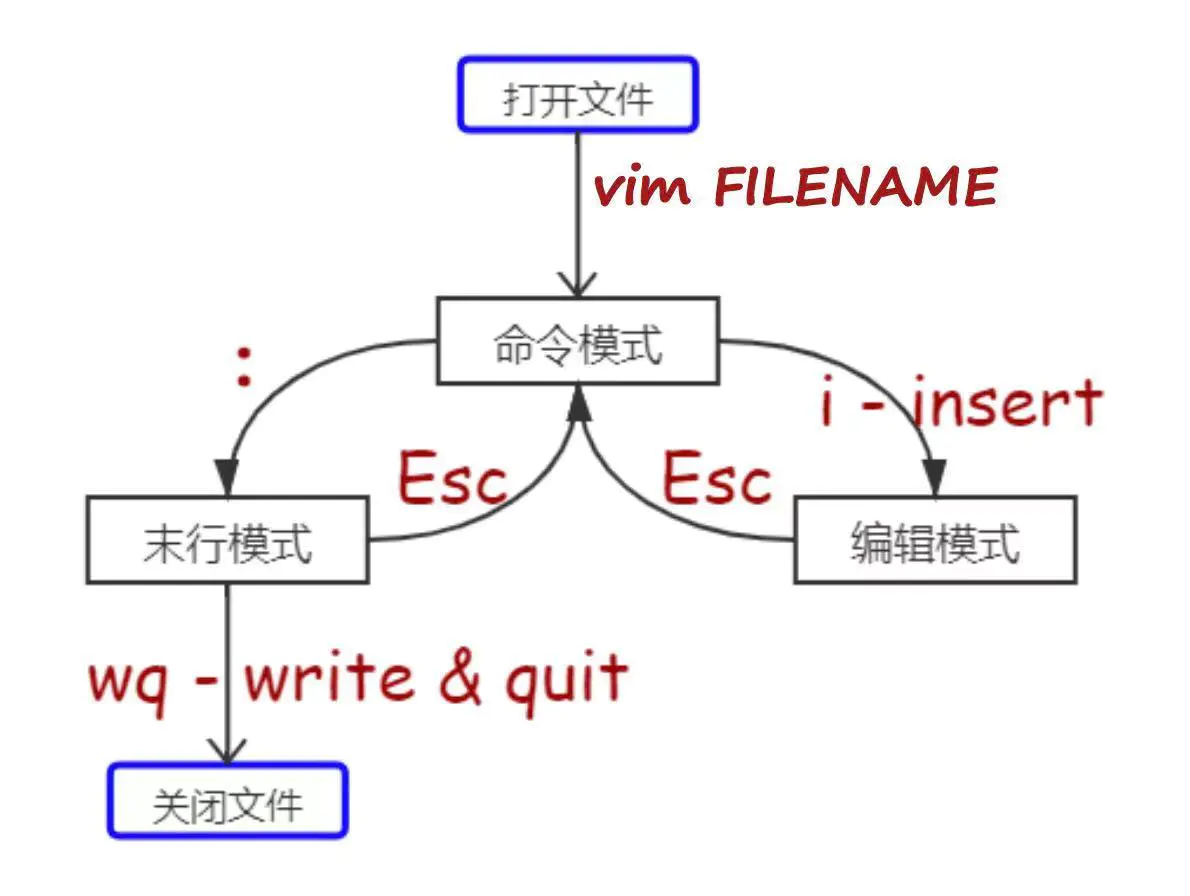 打开文件
vim FILENAME
命令模式
:
i - insert
Esc
Esc
末行模式
编辑模式
wq - write & quit
关闭文件